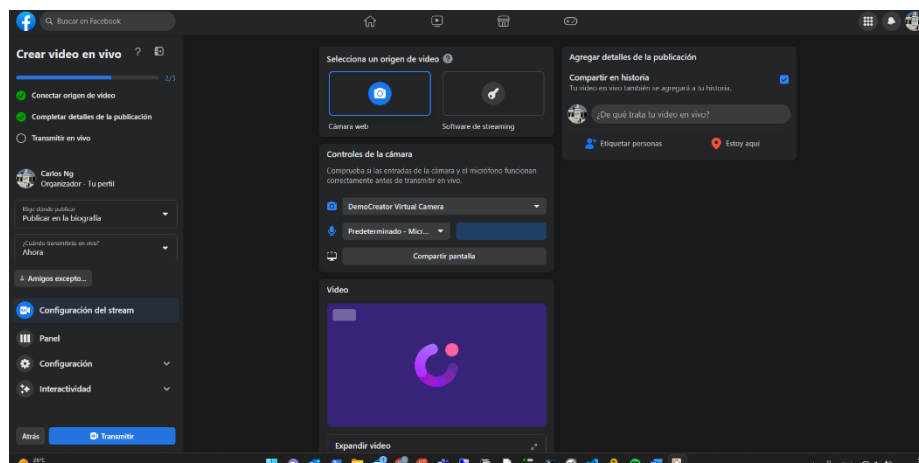 Buscar en Facebook
Crear video en vivo
2/3
Conectar origen de video
Completar detalles de la publicación
Transmitir en vivo
Carlos Ng
Organizador - Tu perfil
Elige dónde publicar
Publicar en la biografía
¿Cuándo transmitirás en vivo?
Ahora
Amigos excepto...
Configuración del stream
Panel
Configuración
Interactividad
Atrás
Transmitir
Selecciona un origen de video
Cámara web
Software de streaming
Controles de la cámara
Comprueba si las entradas de la cámara y el micrófono funcionan
correctamente antes de transmitir en vivo.
DemoCreator Virtual Camera
Predeterminado - Micr...
Compartir pantalla
Video
Expandir video
Agregar detalles de la publicación
Compartir en historia
Tu video en vivo también se agregará a tu historia.
¿De qué trata tu video en vivo?
Etiquetar personas
Estoy aquí
25°C